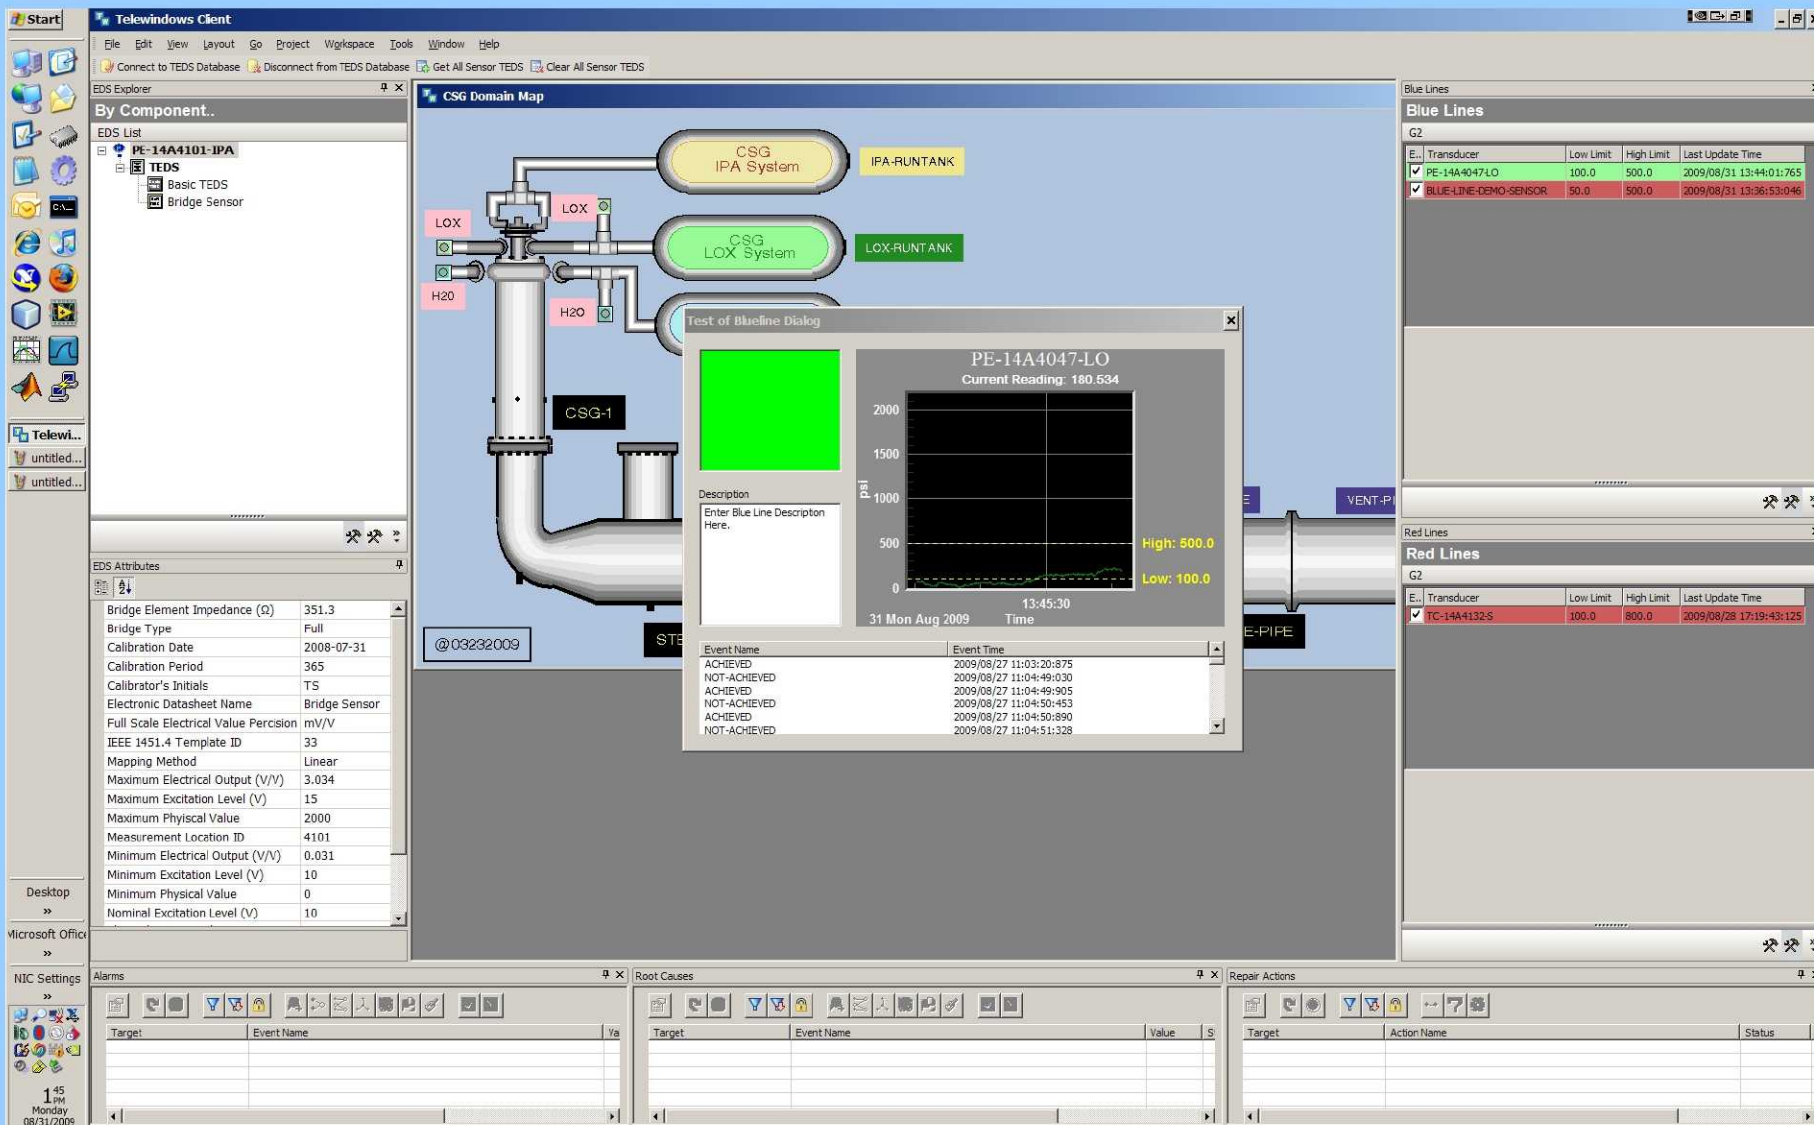 Start
Telewindows Client
File Edit View Layout Go Project Workspace Tools Window Help
Connect to TEDS Database Disconnect from TEDS Database Get All Sensor TEDS Clear All Sensor TEDS
EDS Explorer
By Component..
EDS List
PE-14A4101-IPA
TEDS
Basic TEDS
Bridge Sensor
EDS Attributes
Bridge Element Impedance (Ω) 351.3
Bridge Type Full
Calibration Date 2008-07-31
Calibration Period 365
Calibrator's Initials TS
Electronic Datasheet Name Bridge Sensor
Full Scale Electrical Value Percision mV/V
IEEE 1451.4 Template ID 33
Mapping Method Linear
Maximum Electrical Output (V/V) 3.034
Maximum Excitation Level (V) 15
Maximum Phyiscal Value 2000
Measurement Location ID 4101
Minimum Electrical Output (V/V) 0.031
Minimum Excitation Level (V) 10
Minimum Physical Value 0
Nominal Excitation Level (V) 10
CSG Domain Map
CSG
IPA System
IPA-RUNTANK
LOX
LOX
CSG
LOX System
LOX-RUNTANK
H20
H2O
CSG-1
VENT-PI
@03232009
STE
E-PIPE
Test of Blueline Dialog
PE-14A4047-LO
Current Reading: 180.534
2000
1500
1000
500
0
psi
High: 500.0
Low: 100.0
13:45:30
31 Mon Aug 2009 Time
Description
Enter Blue Line Description
Here.
Event Name Event Time
ACHIEVED 2009/08/27 11:03:20:875
NOT-ACHIEVED 2009/08/27 11:04:49:030
ACHIEVED 2009/08/27 11:04:49:905
NOT-ACHIEVED 2009/08/27 11:04:50:453
ACHIEVED 2009/08/27 11:04:50:890
NOT-ACHIEVED 2009/08/27 11:04:51:328
Blue Lines
Blue Lines
G2
E.. Transducer Low Limit High Limit Last Update Time
PE-14A4047-LO 100.0 500.0 2009/08/31 13:44:01:765
BLUE-LINE-DEMO-SENSOR 50.0 500.0 2009/08/31 13:36:53:046
Red Lines
Red Lines
G2
E.. Transducer Low Limit High Limit Last Update Time
TC-14A4132-S 100.0 800.0 2009/08/28 17:19:43:125
Telewi...
untitled...
untitled...
Desktop
Microsoft Office
NIC Settings
1 45 PM
Monday
08/31/2009
Alarms
Target Event Name Va
Root Causes
Target Event Name Value S
Repair Actions
Target Action Name Status